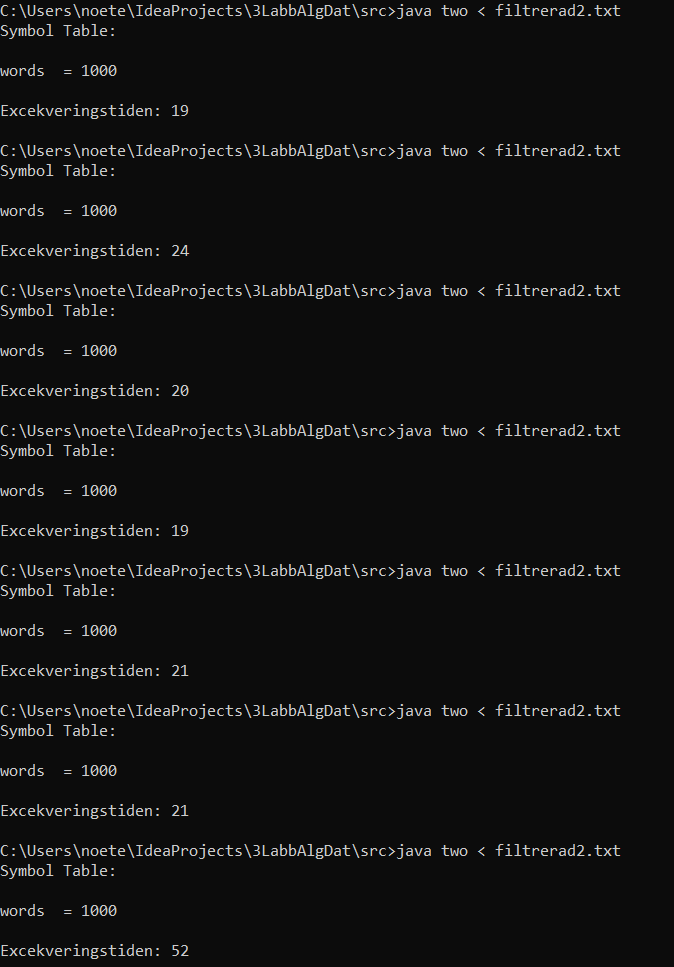 C:\Users\noete\IdeaProjects\3LabbAlgDat\src>java two < filtrerad2.txt
Symbol Table:
words  = 1000
Excekveringstiden: 19
C:\Users\noete\IdeaProjects\3LabbAlgDat\src>java two < filtrerad2.txt
Symbol Table:
words  = 1000
Excekveringstiden: 24
C:\Users\noete\IdeaProjects\3LabbAlgDat\src>java two < filtrerad2.txt
Symbol Table:
words  = 1000
Excekveringstiden: 20
C:\Users\noete\IdeaProjects\3LabbAlgDat\src>java two < filtrerad2.txt
Symbol Table:
words  = 1000
Excekveringstiden: 19
C:\Users\noete\IdeaProjects\3LabbAlgDat\src>java two < filtrerad2.txt
Symbol Table:
words  = 1000
Excekveringstiden: 21
C:\Users\noete\IdeaProjects\3LabbAlgDat\src>java two < filtrerad2.txt
Symbol Table:
words  = 1000
Excekveringstiden: 21
C:\Users\noete\IdeaProjects\3LabbAlgDat\src>java two < filtrerad2.txt
Symbol Table:
words  = 1000
Excekveringstiden: 52